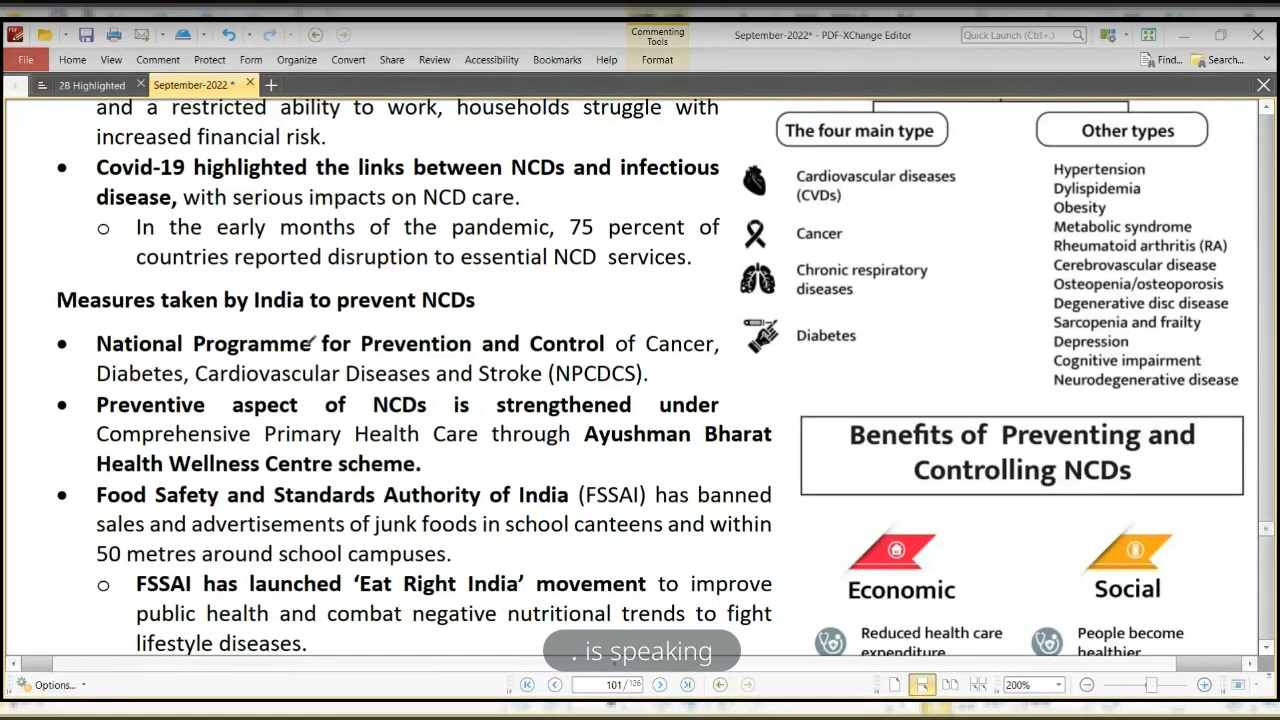 Commenting
Tools
September-2022* - PDF-XChange Editor
Quick Launch (Ctrl+.)
File
Home
View
Comment
Protect
Form
Organize
Convert
Share
Review
Accessibility
Bookmarks
Help
Format
Find...
Search...
2B Highlighted
September-2022 *
and a restricted ability to work, households struggle with
increased financial risk.
• Covid-19 highlighted the links between NCDs and infectious
disease, with serious impacts on NCD care.
o In the early months of the pandemic, 75 percent of
countries reported disruption to essential NCD services.
Measures taken by India to prevent NCDs
• National Programme for Prevention and Control of Cancer,
Diabetes, Cardiovascular Diseases and Stroke (NPCDCS).
• Preventive aspect of NCDs is strengthened under
Comprehensive Primary Health Care through Ayushman Bharat
Health Wellness Centre scheme.
• Food Safety and Standards Authority of India (FSSAI) has banned
sales and advertisements of junk foods in school canteens and within
50 metres around school campuses.
o FSSAI has launched ‘Eat Right India’ movement to improve
public health and combat negative nutritional trends to fight
lifestyle diseases.
The four main type
Cardiovascular diseases
(CVDs)
Cancer
Chronic respiratory
diseases
Diabetes
Other types
Hypertension
Dyslipidemia
Obesity
Metabolic syndrome
Rheumatoid arthritis (RA)
Cerebrovascular disease
Osteopenia/osteoporosis
Degenerative disc disease
Sarcopenia and frailty
Depression
Cognitive impairment
Neurodegenerative disease
Benefits of Preventing and
Controlling NCDs
Economic
Reduced health care
expenditure
Social
People become
healthier
. is speaking
Options...
101 / 126
200%